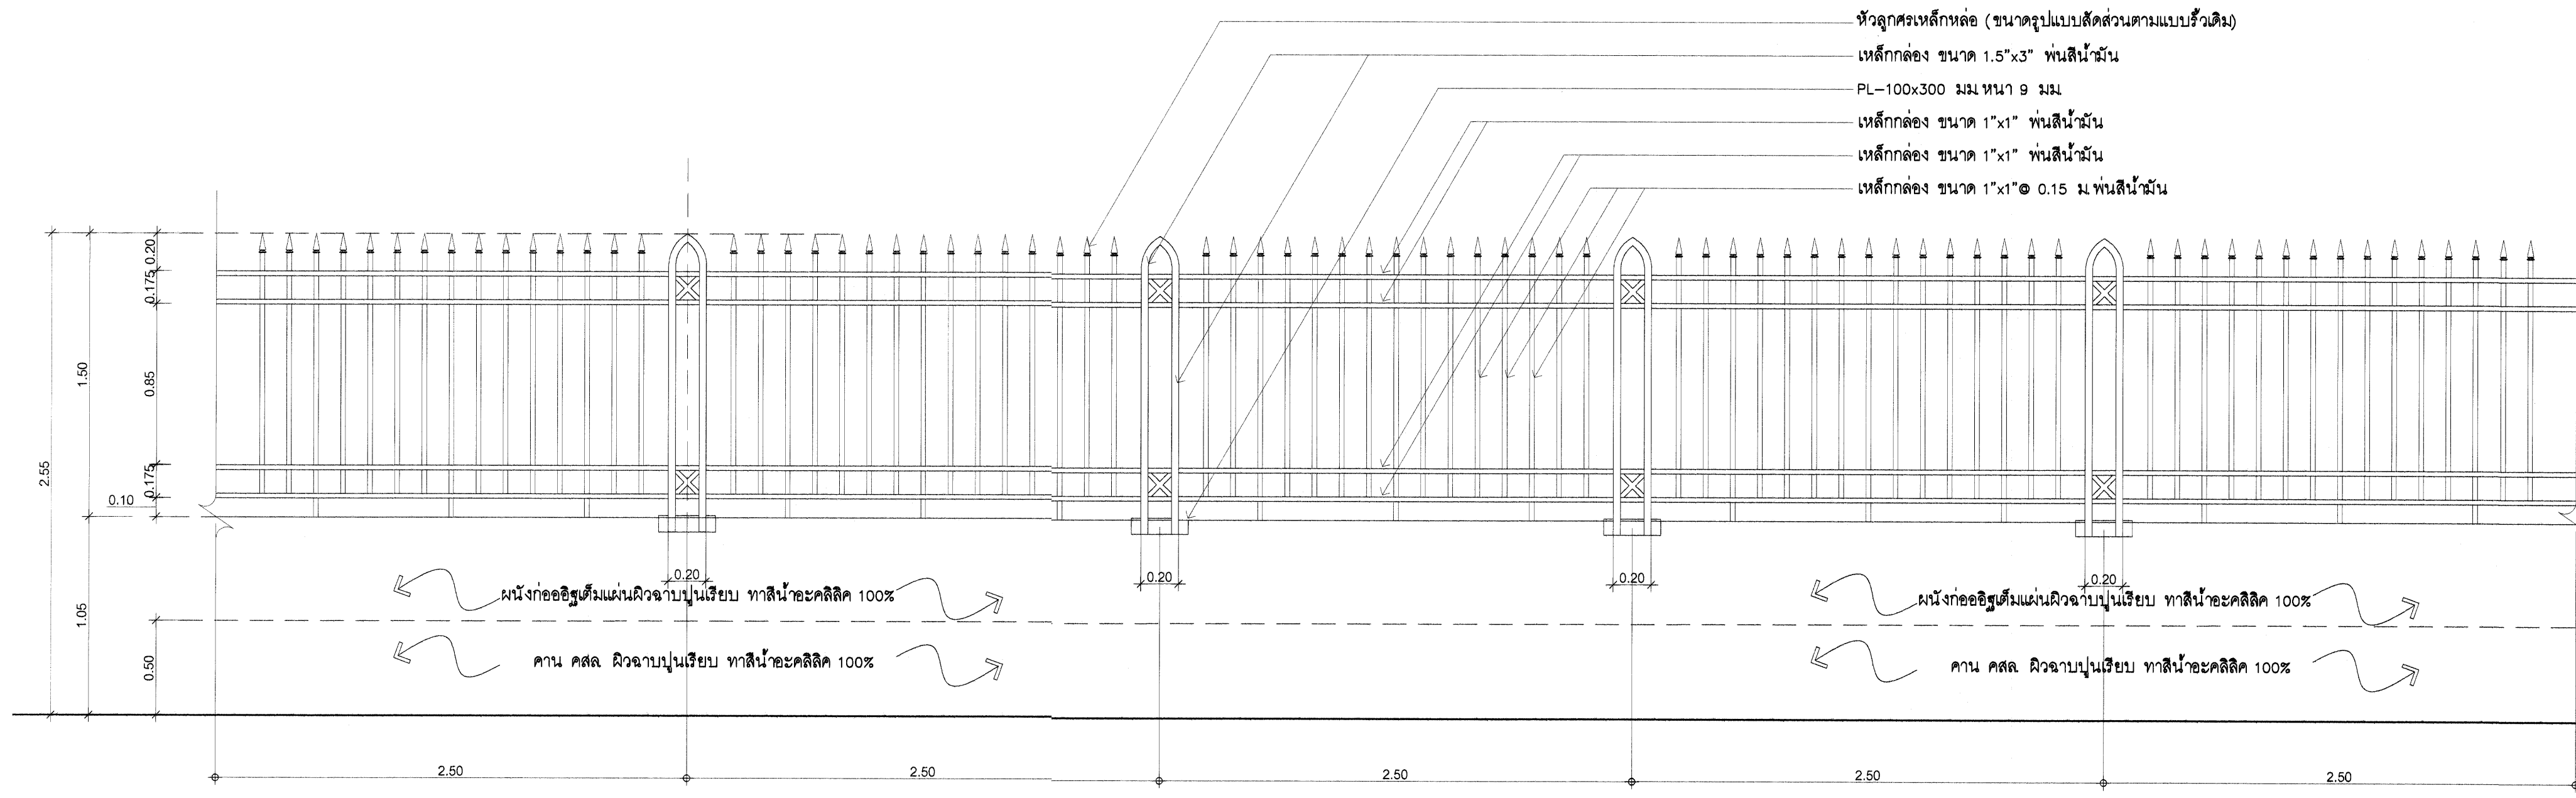 หัวลูกศรเหล็กหล่อ (ขนาดรูปแบบสัดส่วนตามแบบรั้วเดิม)
เหล็กกล่อง ขนาด 1.5"x3" พ่นสีน้ำมัน
PL-100x300 มม.หนา 9 มม.
เหล็กกล่อง ขนาด 1"x1" พ่นสีน้ำมัน
เหล็กกล่อง ขนาด 1"x1" พ่นสีน้ำมัน
เหล็กกล่อง ขนาด 1"x1"@ 0.15 ม.พ่นสีน้ำมัน
0.20
0.175
0.85
0.175
0.10
1.50
2.55
1.05
0.50
0.20
0.20
0.20
0.20
ผนังก่ออิฐเต็มแผ่นผิวฉาบปูนเรียบ ทาสีน้ำอะคลิลิค 100%
ผนังก่ออิฐเต็มแผ่นผิวฉาบปูนเรียบ ทาสีน้ำอะคลิลิค 100%
คาน คสล. ผิวฉาบปูนเรียบ ทาสีน้ำอะคลิลิค 100%
คาน คสล. ผิวฉาบปูนเรียบ ทาสีน้ำอะคลิลิค 100%
2.50
2.50
2.50
2.50
2.50